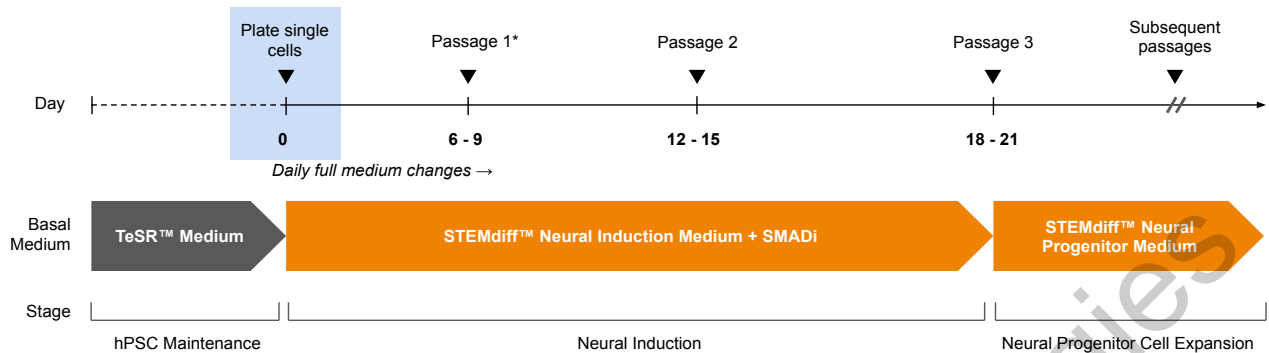 Plate single
cells
Passage 1*
Passage 2
Passage 3
Subsequent
passages
Day
0
6 - 9
12 - 15
18 - 21
Daily full medium changes →
Basal
Medium
TeSR™ Medium
STEMdiff™ Neural Induction Medium + SMADi
STEMdiff™ Neural
Progenitor Medium
Stage
hPSC Maintenance
Neural Induction
Neural Progenitor Cell Expansion
gies